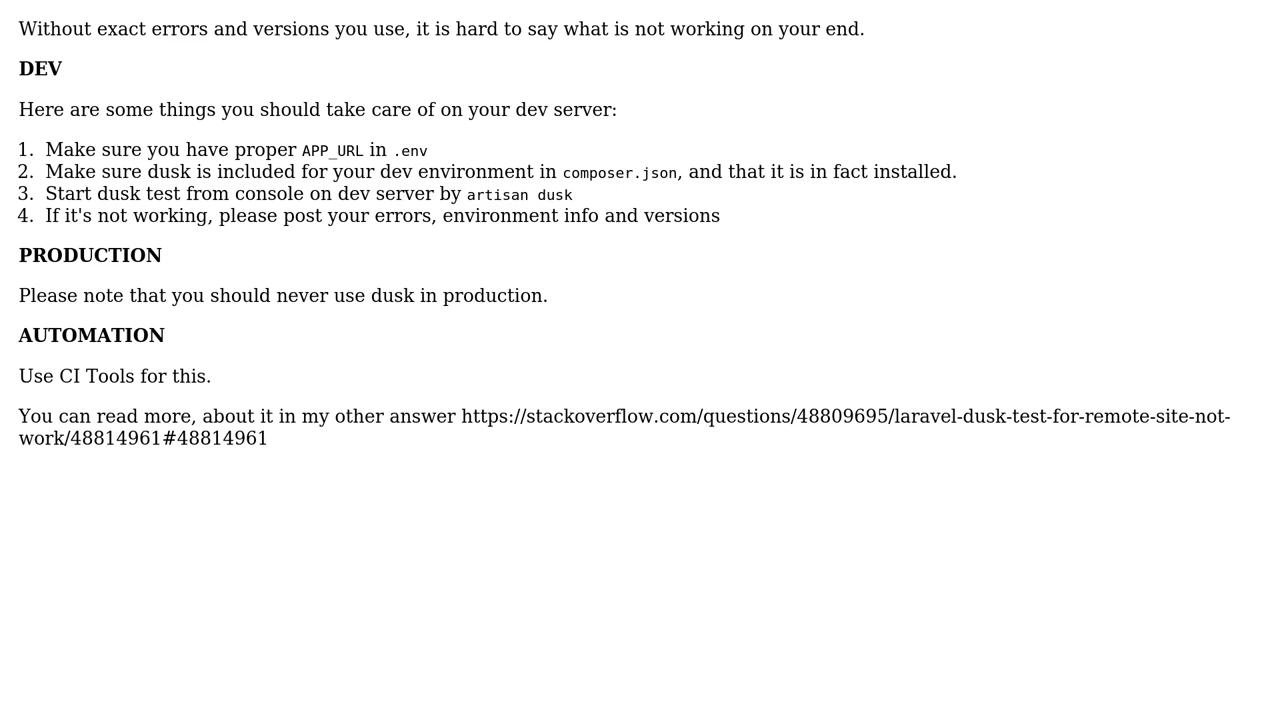 Without exact errors and versions you use, it is hard to say what is not working on your end.
DEV
Here are some things you should take care of on your dev server:
1. Make sure you have proper APP_URL in .env
2. Make sure dusk is included for your dev environment in composer.json, and that it is in fact installed.
3. Start dusk test from console on dev server by artisan dusk
4. If it's not working, please post your errors, environment info and versions
PRODUCTION
Please note that you should never use dusk in production.
AUTOMATION
Use CI Tools for this.
You can read more, about it in my other answer https://stackoverflow.com/questions/48809695/laravel-dusk-test-for-remote-site-not-
work/48814961#48814961